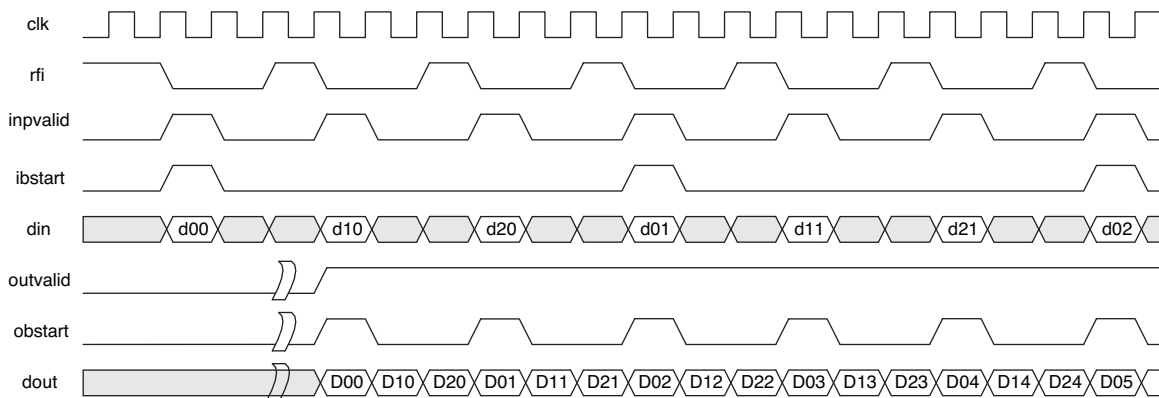 clk
rfi
inpvalid
ibstart
din d00 d10 d20 d01 d11 d21 d02
outvalid
obstart
dout D00 D10 D20 D01 D11 D21 D02 D12 D22 D03 D13 D23 D04 D14 D24 D05